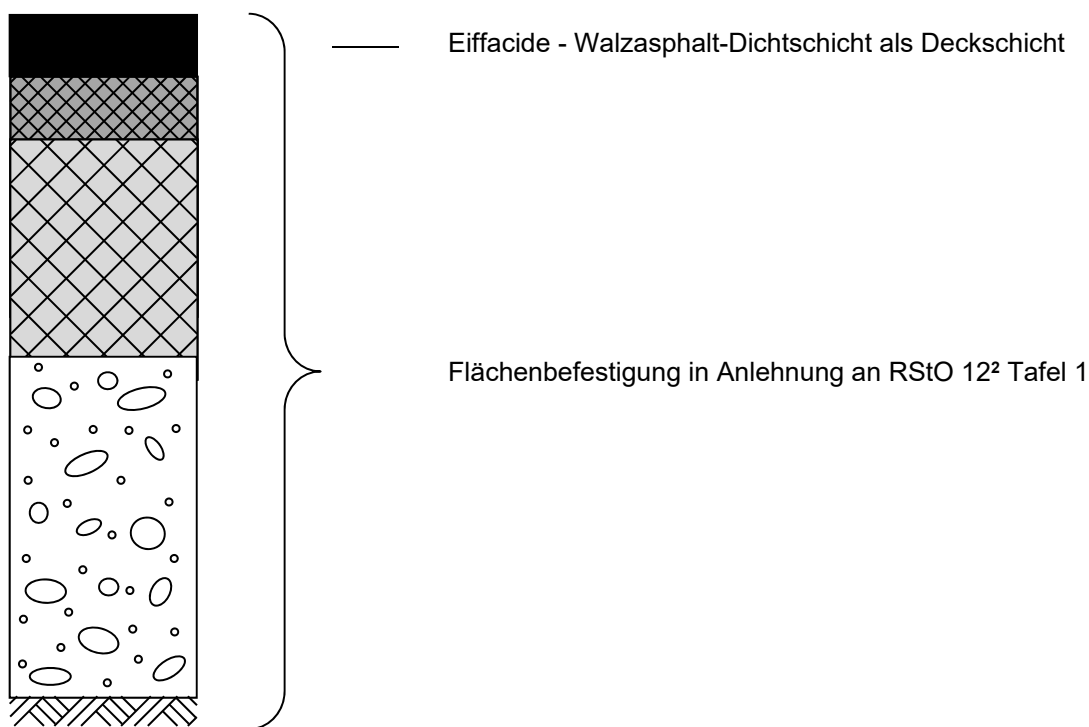 Eiffacide - Walzasphalt-Dichtschicht als Deckschicht
Flächenbefestigung in Anlehnung an RStO 12² Tafel 1